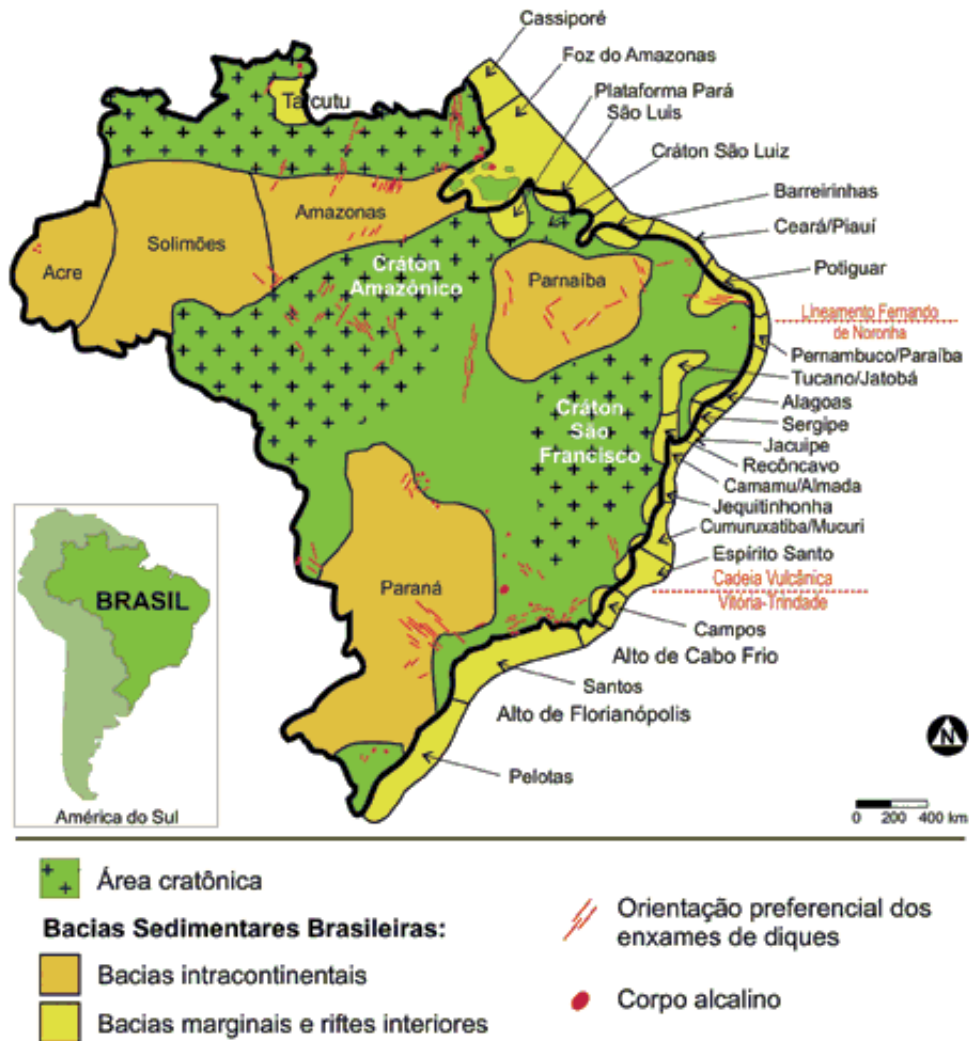 Cassiporé
Foz do Amazonas
Plataforma Pará
São Luis
Cráton São Luiz
Barreirinhas
Ceará/Piauí
Potiguar
Lineamento Fernando
de Noronha
Pernambuco/Paraíba
Tucano/Jatobá
Alagoas
Sergipe
Jacuipe
Recôncavo
Camamu/Almada
Jequitinhonha
Cumuruxatiba/Mucuri
Espírito Santo
Cadeia Vulcânica
Vitória-Trindade
Campos
Alto de Cabo Frio
Santos
Alto de Florianópolis
Pelotas
Tacutu
Amazonas
Solimões
Acre
Cráton
Amazônico
Parnaíba
Cráton
São
Francisco
Paraná
BRASIL
América do Sul
N
0 200 400 km
Área cratônica
Bacias Sedimentares Brasileiras:
Bacias intracontinentais
Bacias marginais e riftes interiores
Orientação preferencial dos
enxames de diques
Corpo alcalino